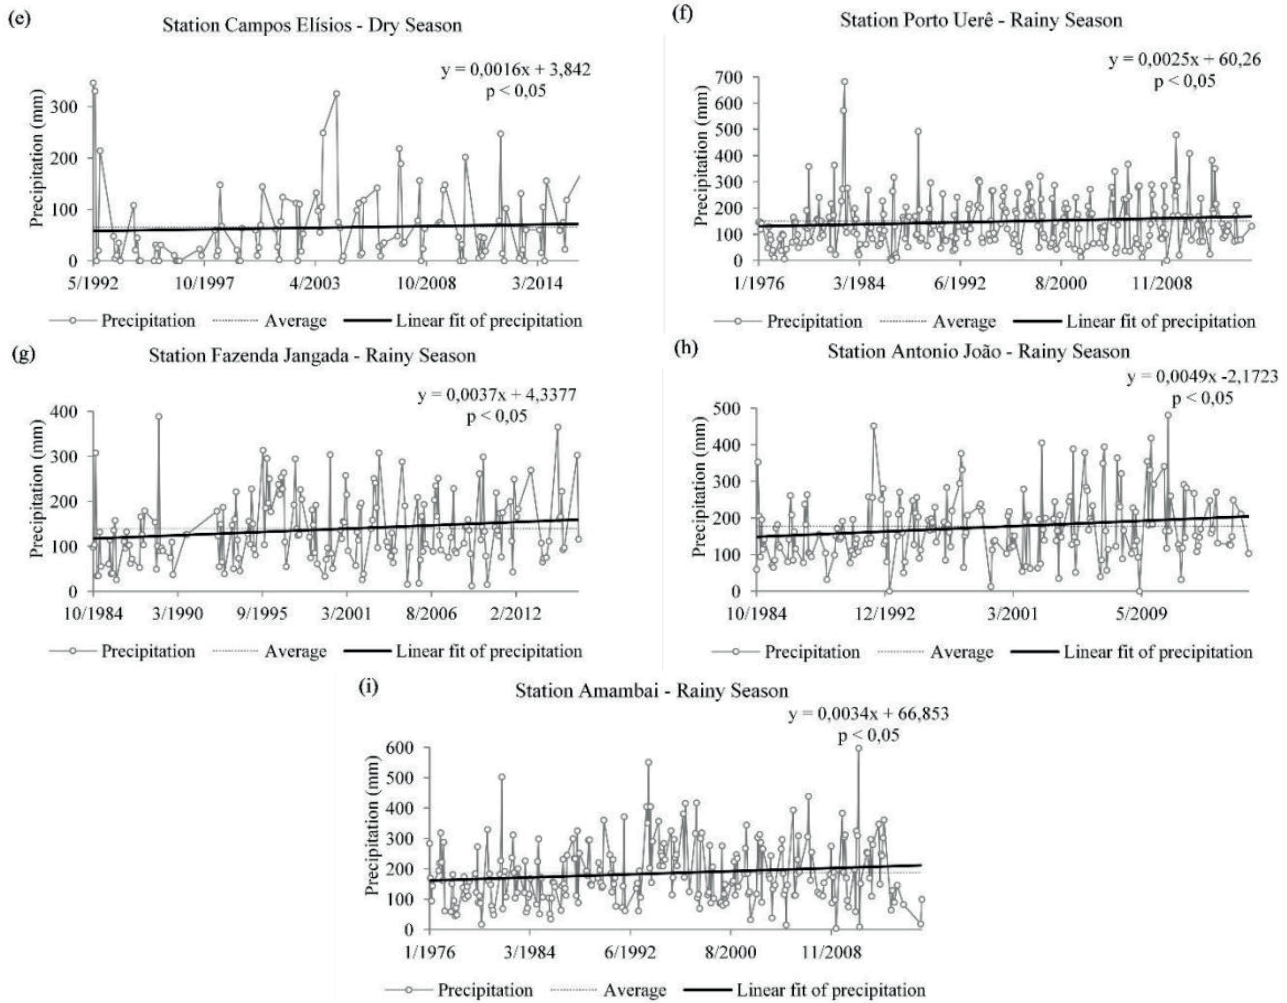 (e)
Station Campos Elísios - Dry Season
y = 0,0016x + 3,842
p < 0,05
Precipitation (mm)
300
200
100
0
5/1992 10/1997 4/2003 10/2008 3/2014
Precipitation Average Linear fit of precipitation
(f)
Station Porto Uerê - Rainy Season
y = 0,0025x + 60,26
p < 0,05
Precipitation (mm)
700
600
500
400
300
200
100
0
1/1976 3/1984 6/1992 8/2000 11/2008
Precipitation Average Linear fit of precipitation
(g)
Station Fazenda Jangada - Rainy Season
y = 0,0037x + 4,3377
p < 0,05
Precipitation (mm)
400
300
200
100
0
10/1984 3/1990 9/1995 3/2001 8/2006 2/2012
Precipitation Average Linear fit of precipitation
(h)
Station Antonio João - Rainy Season
y = 0,0049x -2,1723
p < 0,05
Precipitation (mm)
500
400
300
200
100
0
10/1984 12/1992 3/2001 5/2009
Precipitation Average Linear fit of precipitation
(i)
Station Amambai - Rainy Season
y = 0,0034x + 66,853
p < 0,05
Precipitation (mm)
600
500
400
300
200
100
0
1/1976 3/1984 6/1992 8/2000 11/2008
Precipitation Average Linear fit of precipitation